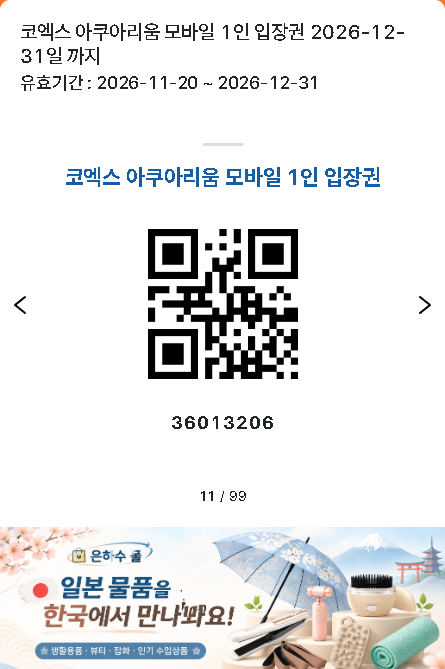 코엑스 아쿠아리움 모바일 1인 입장권 2026-12-
31일 까지
유효기간 : 2026-11-20 ~ 2026-12-31
코엑스 아쿠아리움 모바일 1인 입장권
36013206
11 / 99
은하수 몰
일본 물품을
한국에서 만나봐요!
생활용품 · 뷰티 · 잡화 · 인기 수입상품